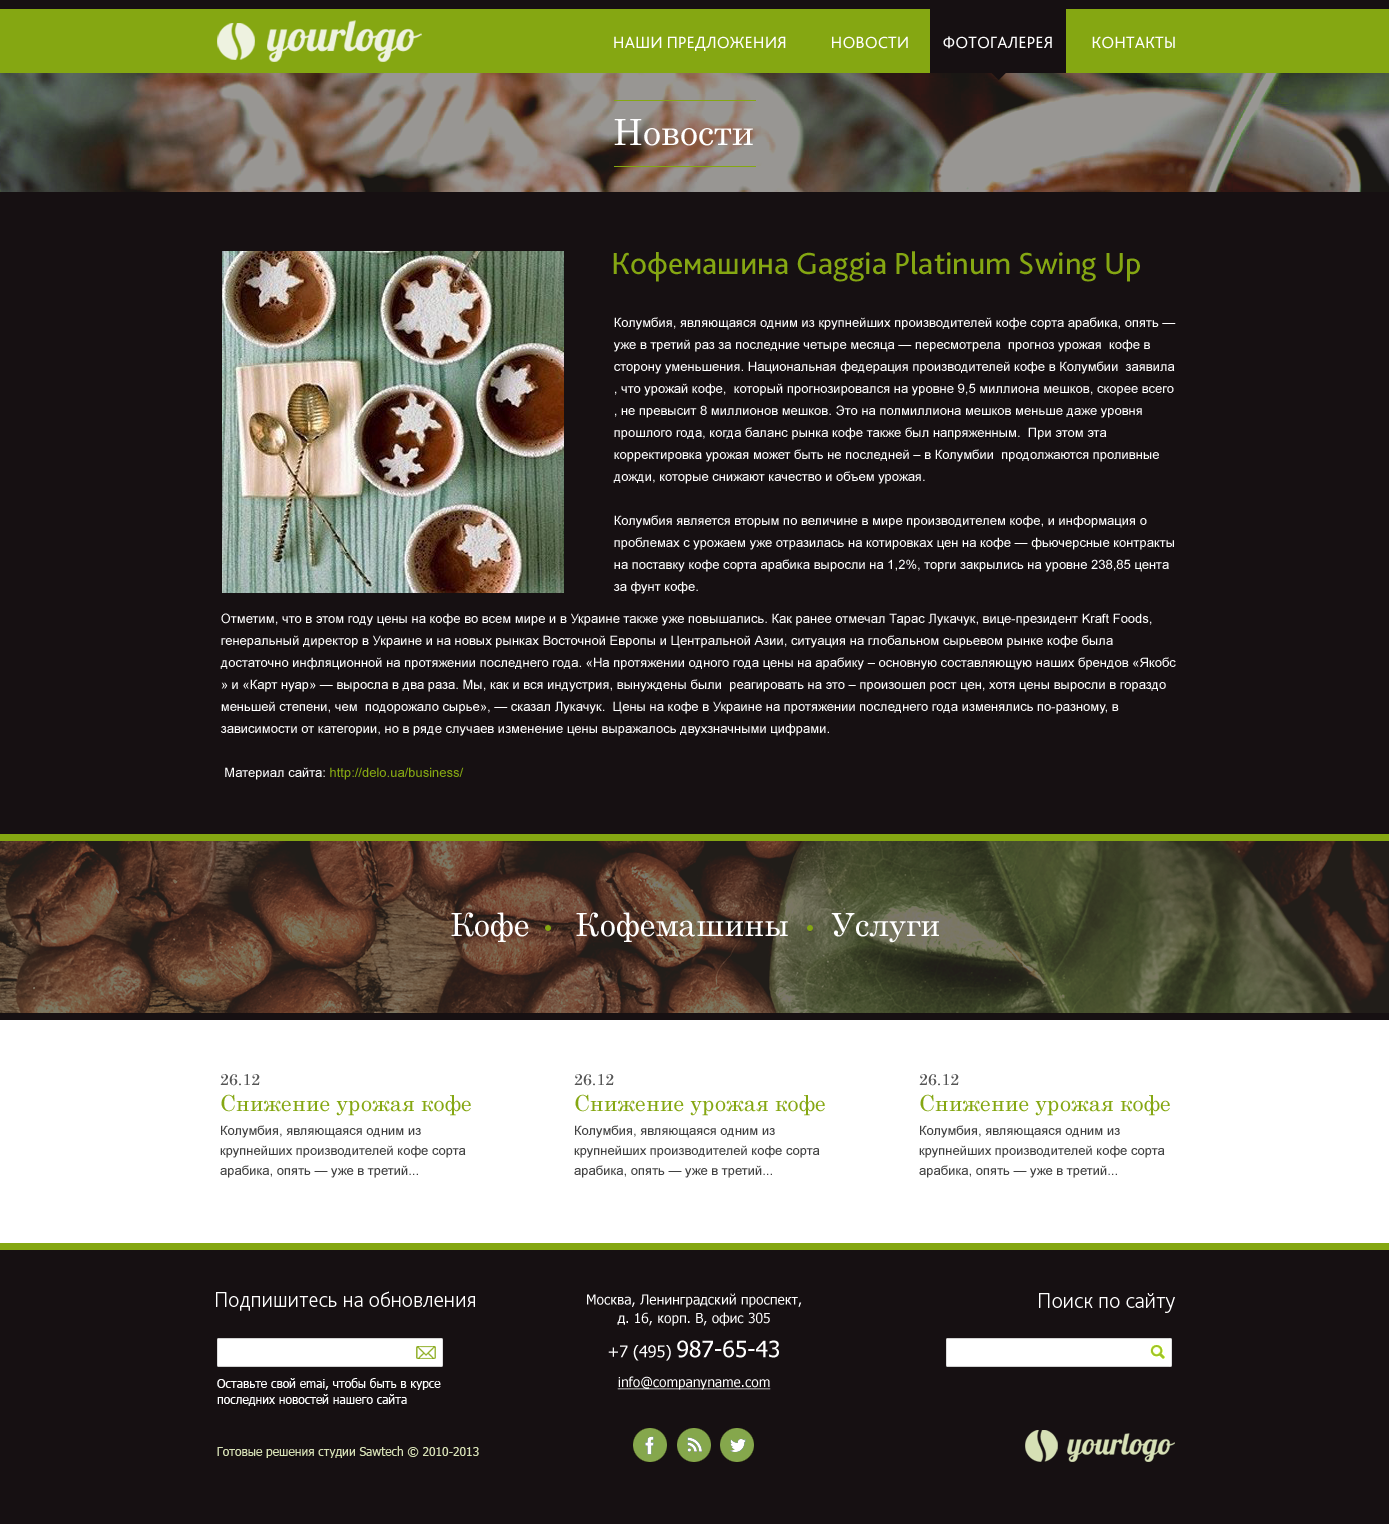 yourlogo
НАШИ ПРЕДЛОЖЕНИЯ НОВОСТИ ФОТОГАЛЕРЕЯ КОНТАКТЫ
Новости
Кофемашина Gaggia Platinum Swing Up
Колумбия, являющаяся одним из крупнейших производителей кофе сорта арабика, опять —
уже в третий раз за последние четыре месяца — пересмотрела прогноз урожая кофе в
сторону уменьшения. Национальная федерация производителей кофе в Колумбии заявила
, что урожай кофе, который прогнозировался на уровне 9,5 миллиона мешков, скорее всего
, не превысит 8 миллионов мешков. Это на полмиллиона мешков меньше даже уровня
прошлого года, когда баланс рынка кофе также был напряженным. При этом эта
корректировка урожая может быть не последней – в Колумбии продолжаются проливные
дожди, которые снижают качество и объем урожая.
Колумбия является вторым по величине в мире производителем кофе, и информация о
проблемах с урожаем уже отразилась на котировках цен на кофе — фьючерсные контракты
на поставку кофе сорта арабика выросли на 1,2%, торги закрылись на уровне 238,85 цента
за фунт кофе.
Отметим, что в этом году цены на кофе во всем мире и в Украине также уже повышались. Как ранее отмечал Тарас Лукачук, вице-президент Kraft Foods,
генеральный директор в Украине и на новых рынках Восточной Европы и Центральной Азии, ситуация на глобальном сырьевом рынке кофе была
достаточно инфляционной на протяжении последнего года. «На протяжении одного года цены на арабику – основную составляющую наших брендов «Якобс
» и «Карт нуар» — выросла в два раза. Мы, как и вся индустрия, вынуждены были реагировать на это – произошел рост цен, хотя цены выросли в гораздо
меньшей степени, чем подорожало сырье», — сказал Лукачук. Цены на кофе в Украине на протяжении последнего года изменялись по-разному, в
зависимости от категории, но в ряде случаев изменение цены выражалось двухзначными цифрами.
Материал сайта: http://delo.ua/business/
Кофе • Кофемашины • Услуги
26.12
Снижение урожая кофе
Колумбия, являющаяся одним из
крупнейших производителей кофе сорта
арабика, опять — уже в третий...
26.12
Снижение урожая кофе
Колумбия, являющаяся одним из
крупнейших производителей кофе сорта
арабика, опять — уже в третий...
26.12
Снижение урожая кофе
Колумбия, являющаяся одним из
крупнейших производителей кофе сорта
арабика, опять — уже в третий...
Подпишитесь на обновления
Оставьте свой emai, чтобы быть в курсе
последних новостей нашего сайта
Готовые решения студии Sawtech © 2010-2013
Москва, Ленинградский проспект,
д. 16, корп. В, офис 305
+7 (495) 987-65-43
info@companyname.com
Поиск по сайту
yourlogo